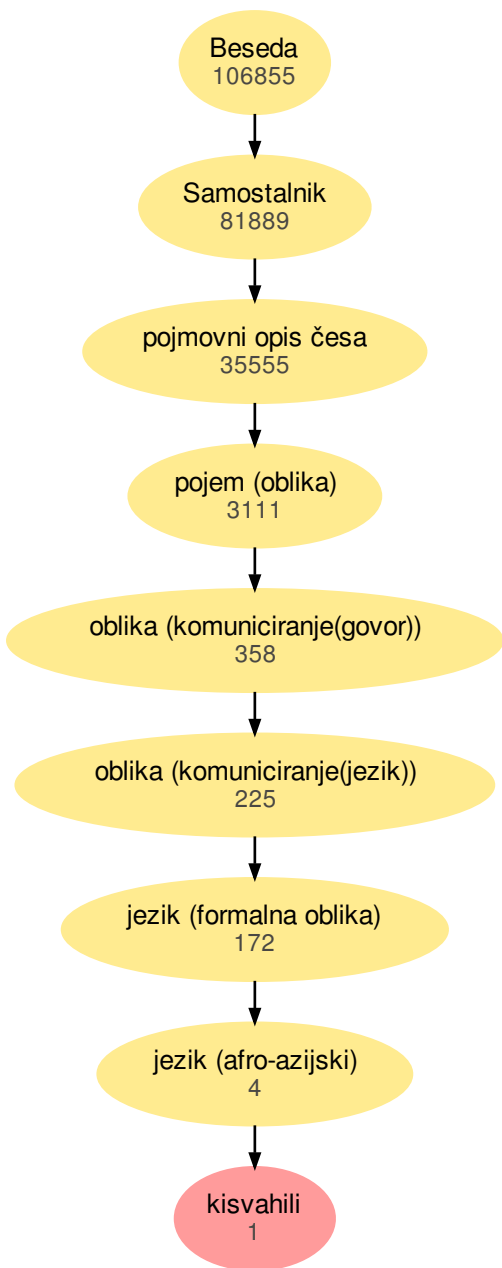 Beseda
106855
Samostalnik
81889
pojmovni opis česa
35555
pojem (oblika)
3111
oblika (komuniciranje(govor))
358
oblika (komuniciranje(jezik))
225
jezik (formalna oblika)
172
jezik (afro-azijski)
4
kisvahili
1